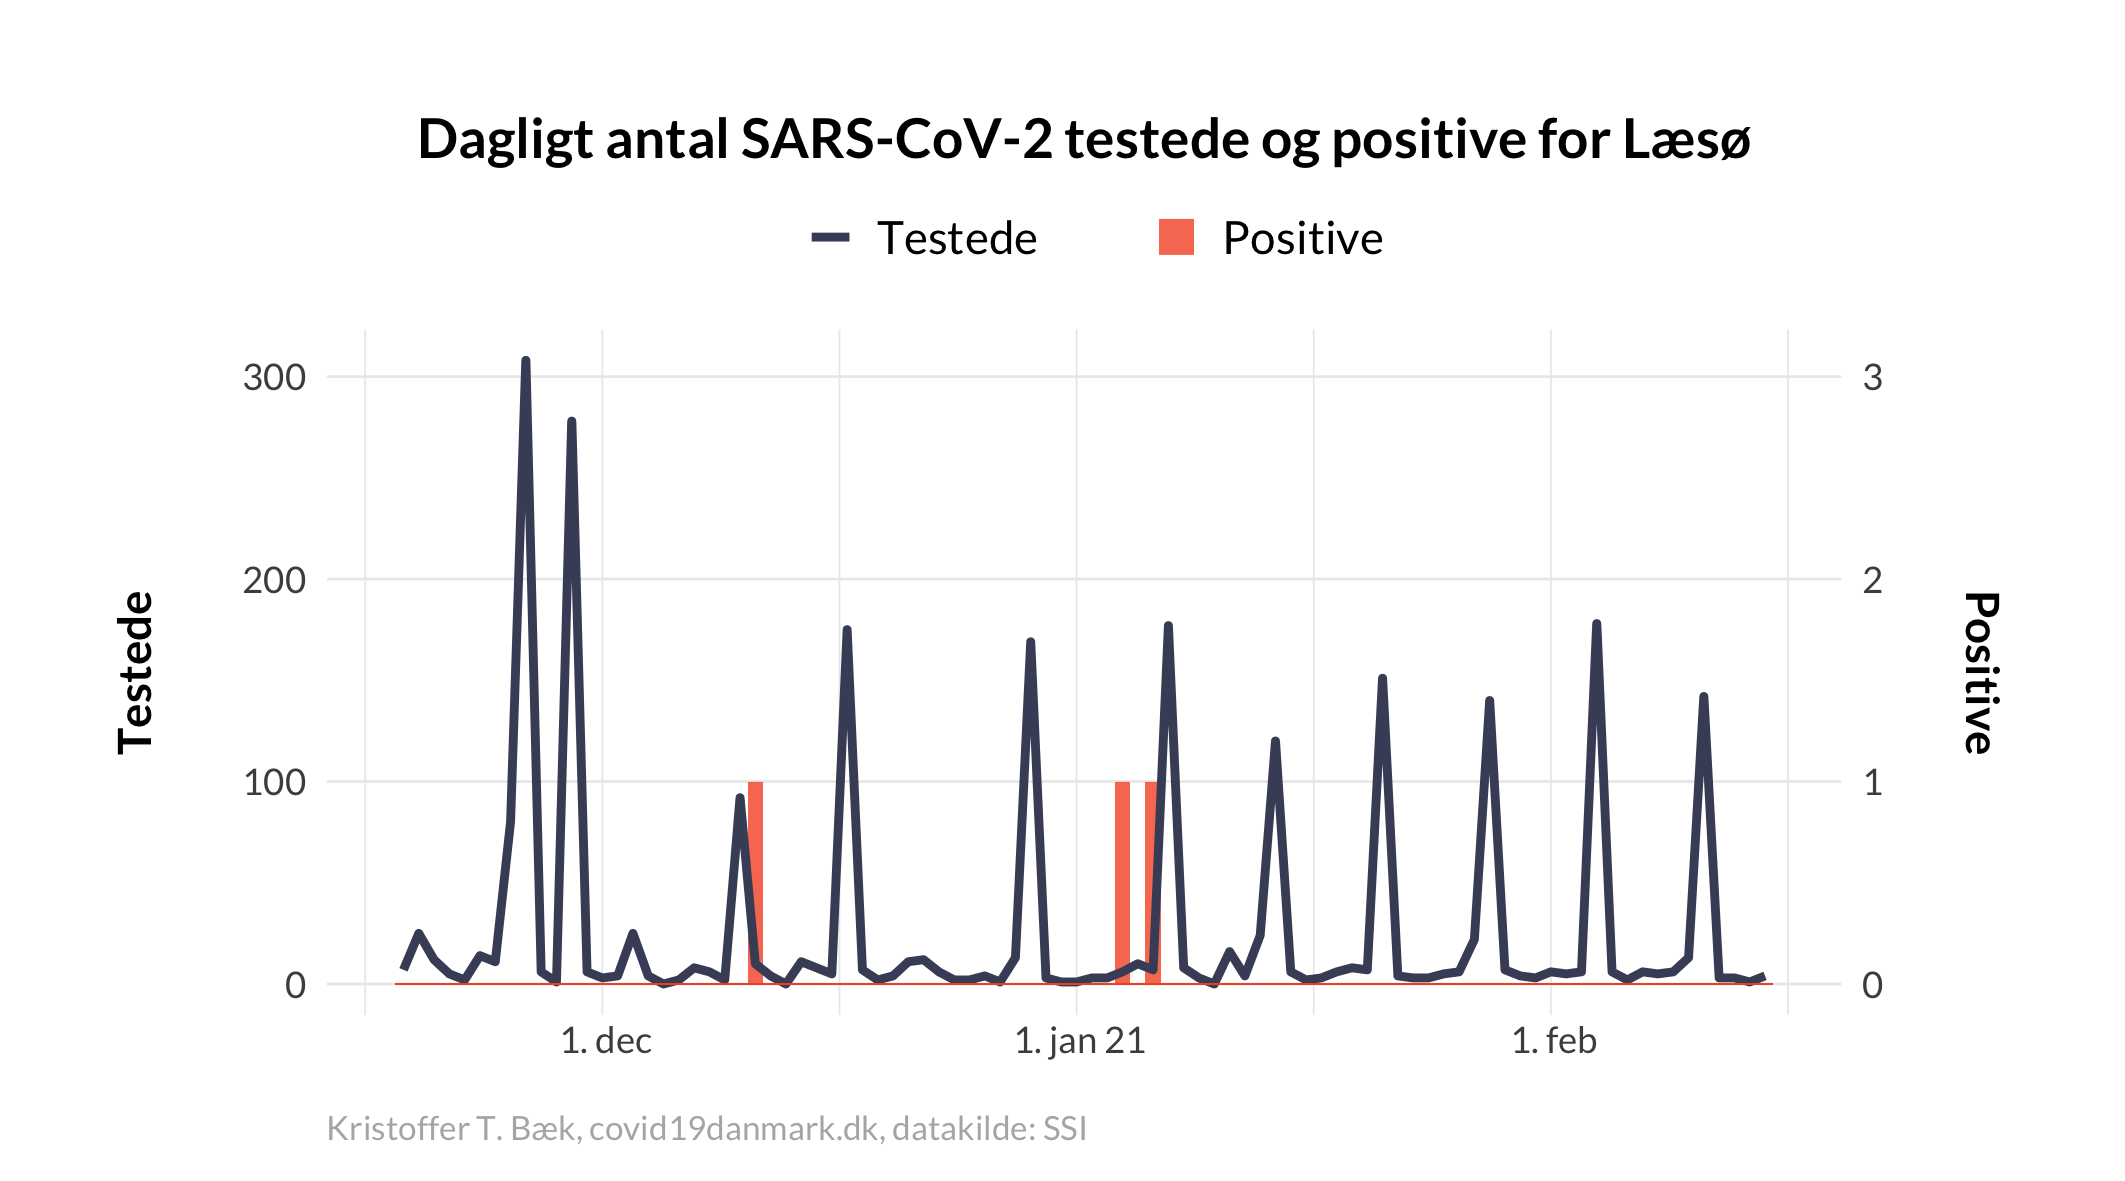 Dagligt antal SARS-CoV-2 testede og positive for Læsø
Testede Positive
300 3
200 2
100 1
0 0
Testede
Positive
1. dec 1. jan 21 1. feb
Kristoffer T. Bæk, covid19danmark.dk, datakilde: SSI